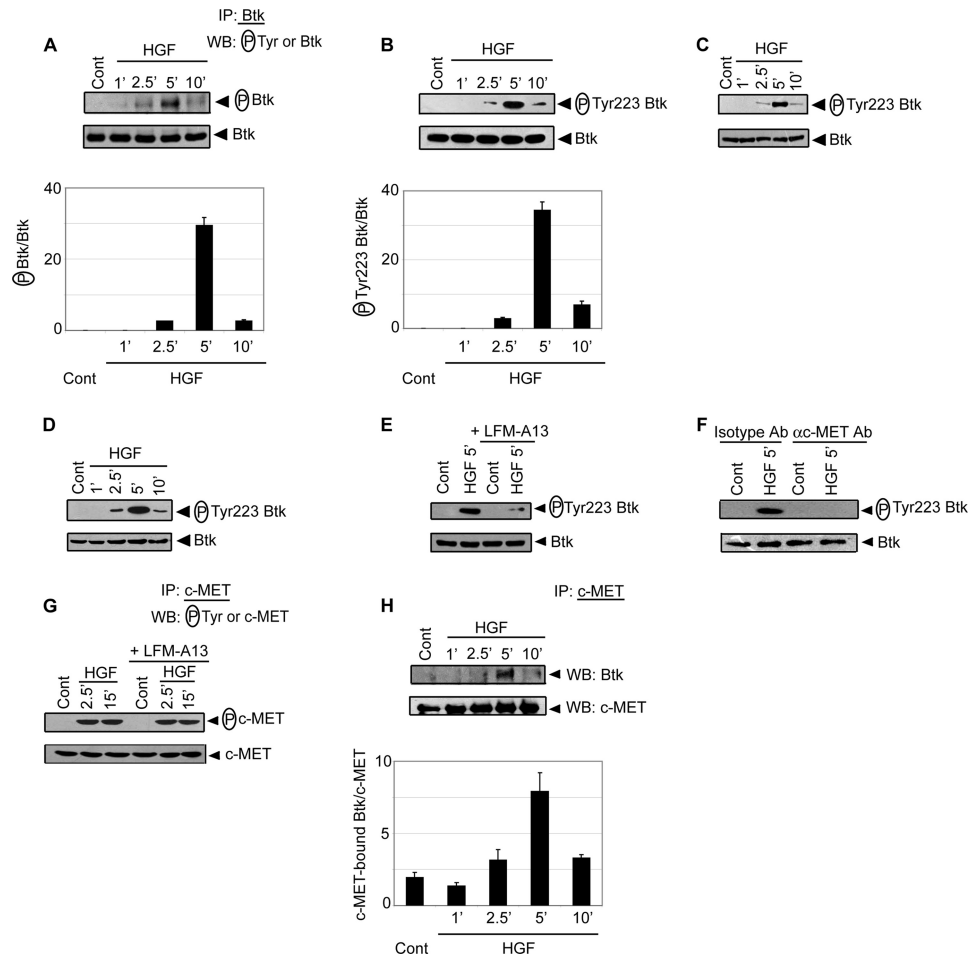 IP: Btk
WB: Ⓟ Tyr or Btk
A
HGF
Cont 1’ 2.5’ 5’ 10’
Ⓟ Btk
Btk
Ⓟ Btk/Btk
40
20
0
1’ 2.5’ 5’ 10’
Cont HGF
B
HGF
Cont 1’ 2.5’ 5’ 10’
Ⓟ Tyr223 Btk
Btk
Ⓟ Tyr223 Btk/Btk
40
20
0
1’ 2.5’ 5’ 10’
Cont HGF
C
HGF
Cont 1’ 2.5’ 5’ 10’
Ⓟ Tyr223 Btk
Btk
D
HGF
Cont 1’ 2.5’ 5’ 10’
Ⓟ Tyr223 Btk
Btk
E
+ LFM-A13
Cont HGF 5’ Cont HGF 5’
Ⓟ Tyr223 Btk
Btk
F
Isotype Ab αc-MET Ab
Cont HGF 5’ Cont HGF 5’
Ⓟ Tyr223 Btk
Btk
G
IP: c-MET
WB: Ⓟ Tyr or c-MET
+ LFM-A13
HGF HGF
Cont 2.5’ 15’ Cont 2.5’ 15’
Ⓟ c-MET
c-MET
H
IP: c-MET
HGF
Cont 1’ 2.5’ 5’ 10’
WB: Btk
WB: c-MET
c-MET-bound Btk/c-MET
10
5
0
1’ 2.5’ 5’ 10’
Cont HGF